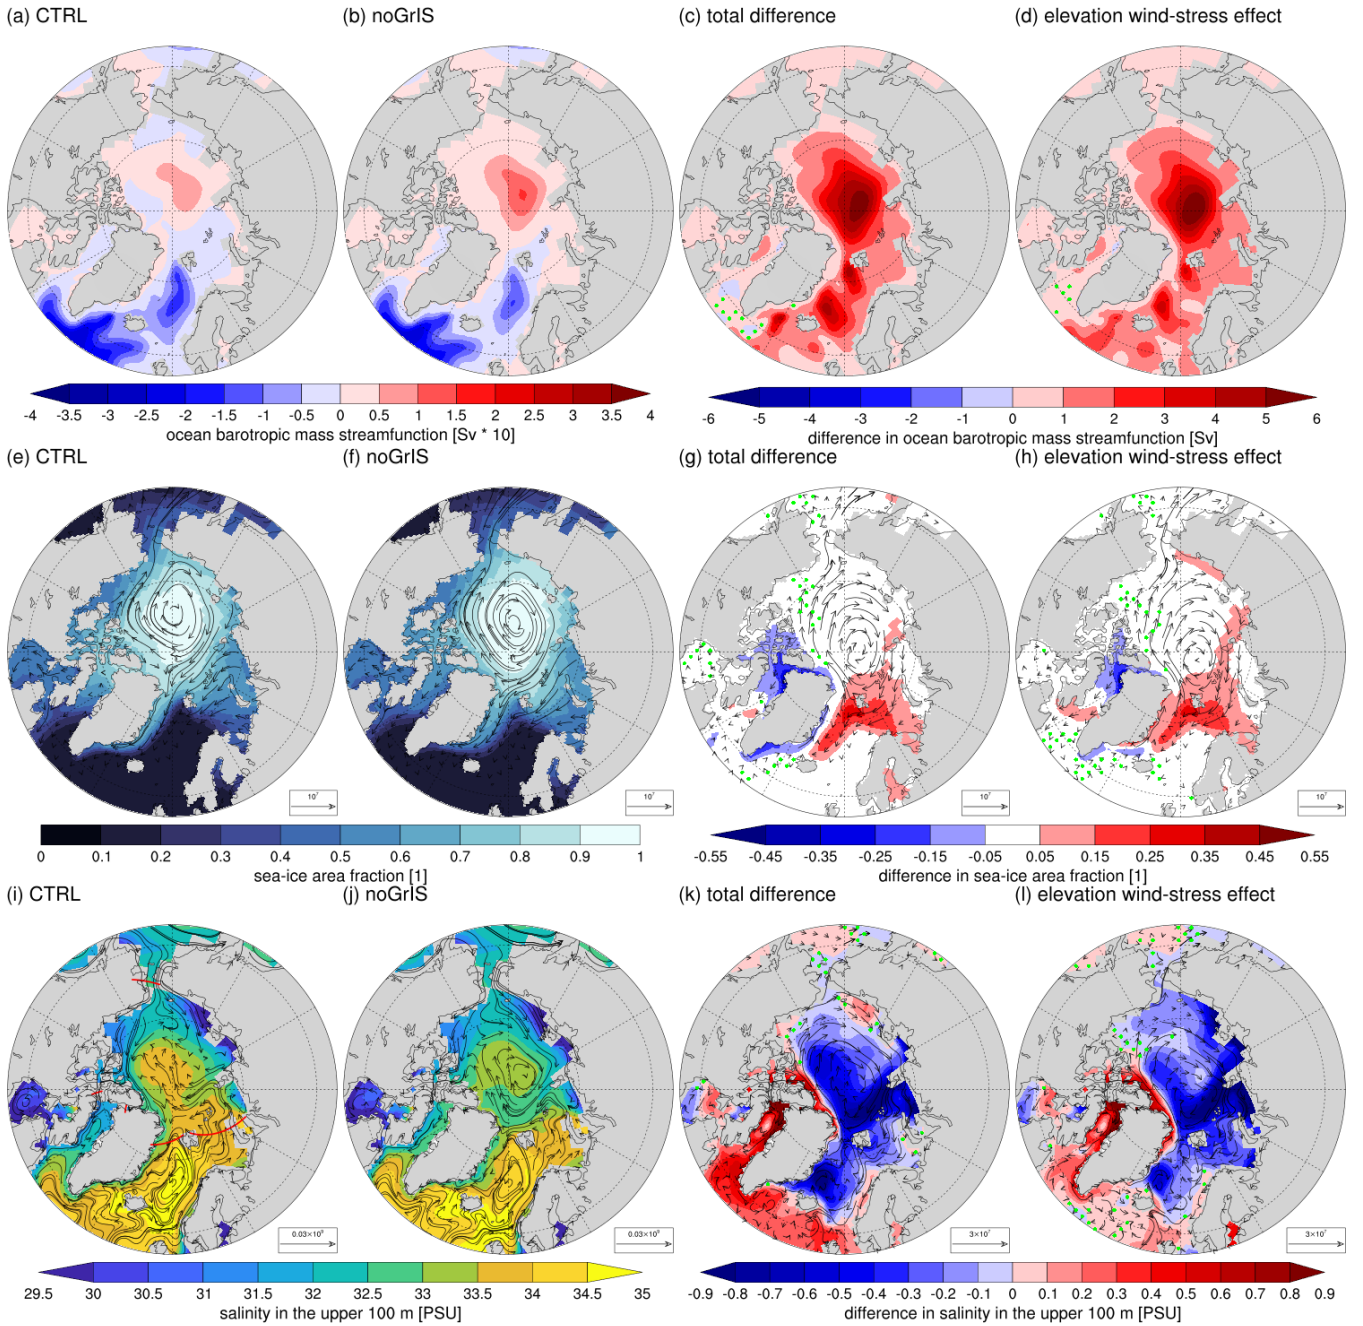 (a) CTRL (b) noGrIS (c) total difference (d) elevation wind-stress effect
-4 -3.5 -3 -2.5 -2 -1.5 -1 -0.5 0 0.5 1 1.5 2 2.5 3 3.5 4
ocean barotropic mass streamfunction [Sv * 10]
-6 -5 -4 -3 -2 -1 0 1 2 3 4 5 6
difference in ocean barotropic mass streamfunction [Sv]
(e) CTRL (f) noGrIS (g) total difference (h) elevation wind-stress effect
10⁷ 10⁷ 10⁷ 10⁷
0 0.1 0.2 0.3 0.4 0.5 0.6 0.7 0.8 0.9 1
sea-ice area fraction [1]
-0.55 -0.45 -0.35 -0.25 -0.15 -0.05 0.05 0.15 0.25 0.35 0.45 0.55
difference in sea-ice area fraction [1]
(i) CTRL (j) noGrIS (k) total difference (l) elevation wind-stress effect
3×10⁷ 3×10⁷
29.5 30 30.5 31 31.5 32 32.5 33 33.5 34 34.5 35
salinity in the upper 100 m [PSU]
-0.9 -0.8 -0.7 -0.6 -0.5 -0.4 -0.3 -0.2 -0.1 0 0.1 0.2 0.3 0.4 0.5 0.6 0.7 0.8 0.9
difference in salinity in the upper 100 m [PSU]